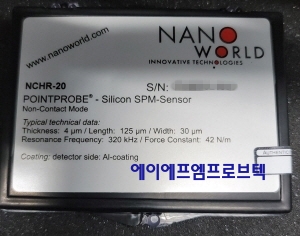 www.nanoworld.com
NANO
WORLD
INNOVATIVE TECHNOLOGIES
NCHR-20
S/N:
POINTPROBE® - Silicon SPM-Sensor
Non-Contact Mode
Typical technical data:
Thickness: 4 µm / Length: 125 µm / Width: 30 µm
Resonance Frequency: 320 kHz / Force Constant: 42 N/m
에이에프엠프로브텍
Coating: detector side: Al-coating